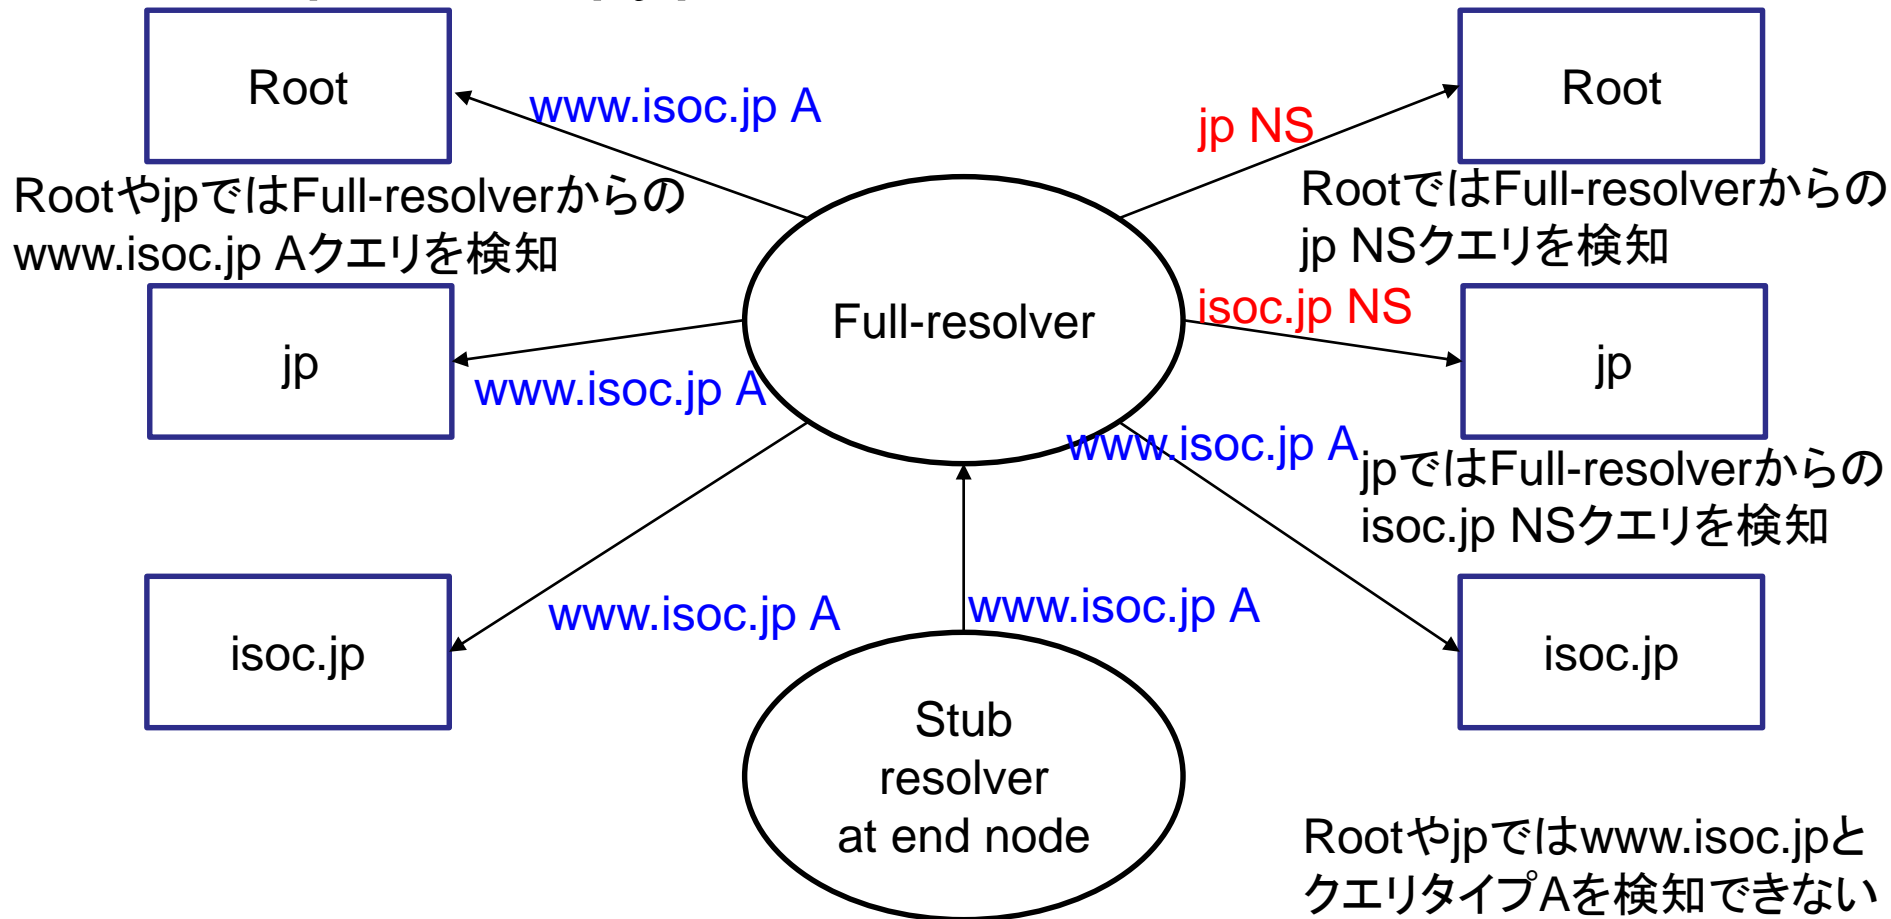 Root
www.isoc.jp A
RootやjpではFull-resolverからの
www.isoc.jp Aクエリを検知
jp
www.isoc.jp A
isoc.jp
www.isoc.jp A
Full-resolver
www.isoc.jp A
Stub
resolver
at end node
jp NS
Root
RootではFull-resolverからの
jp NSクエリを検知
isoc.jp NS
jp
www.isoc.jp A
jpではFull-resolverからの
isoc.jp NSクエリを検知
isoc.jp
Rootやjpではwww.isoc.jpと
クエリタイプAを検知できない